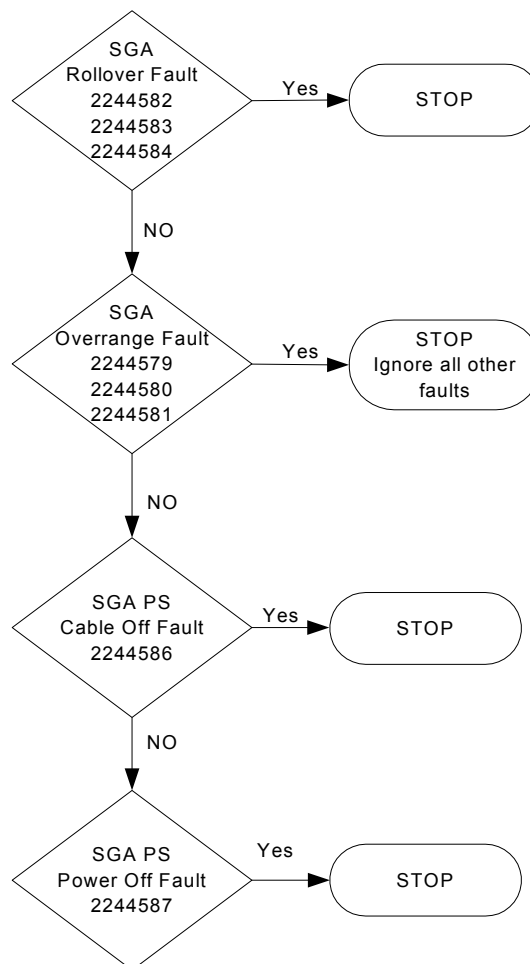 SGA
Rollover Fault
2244582
2244583
2244584
Yes
STOP
NO
SGA
Overrange Fault
2244579
2244580
2244581
Yes
STOP
Ignore all other
faults
NO
SGA PS
Cable Off Fault
2244586
Yes
STOP
NO
SGA PS
Power Off Fault
2244587
Yes
STOP